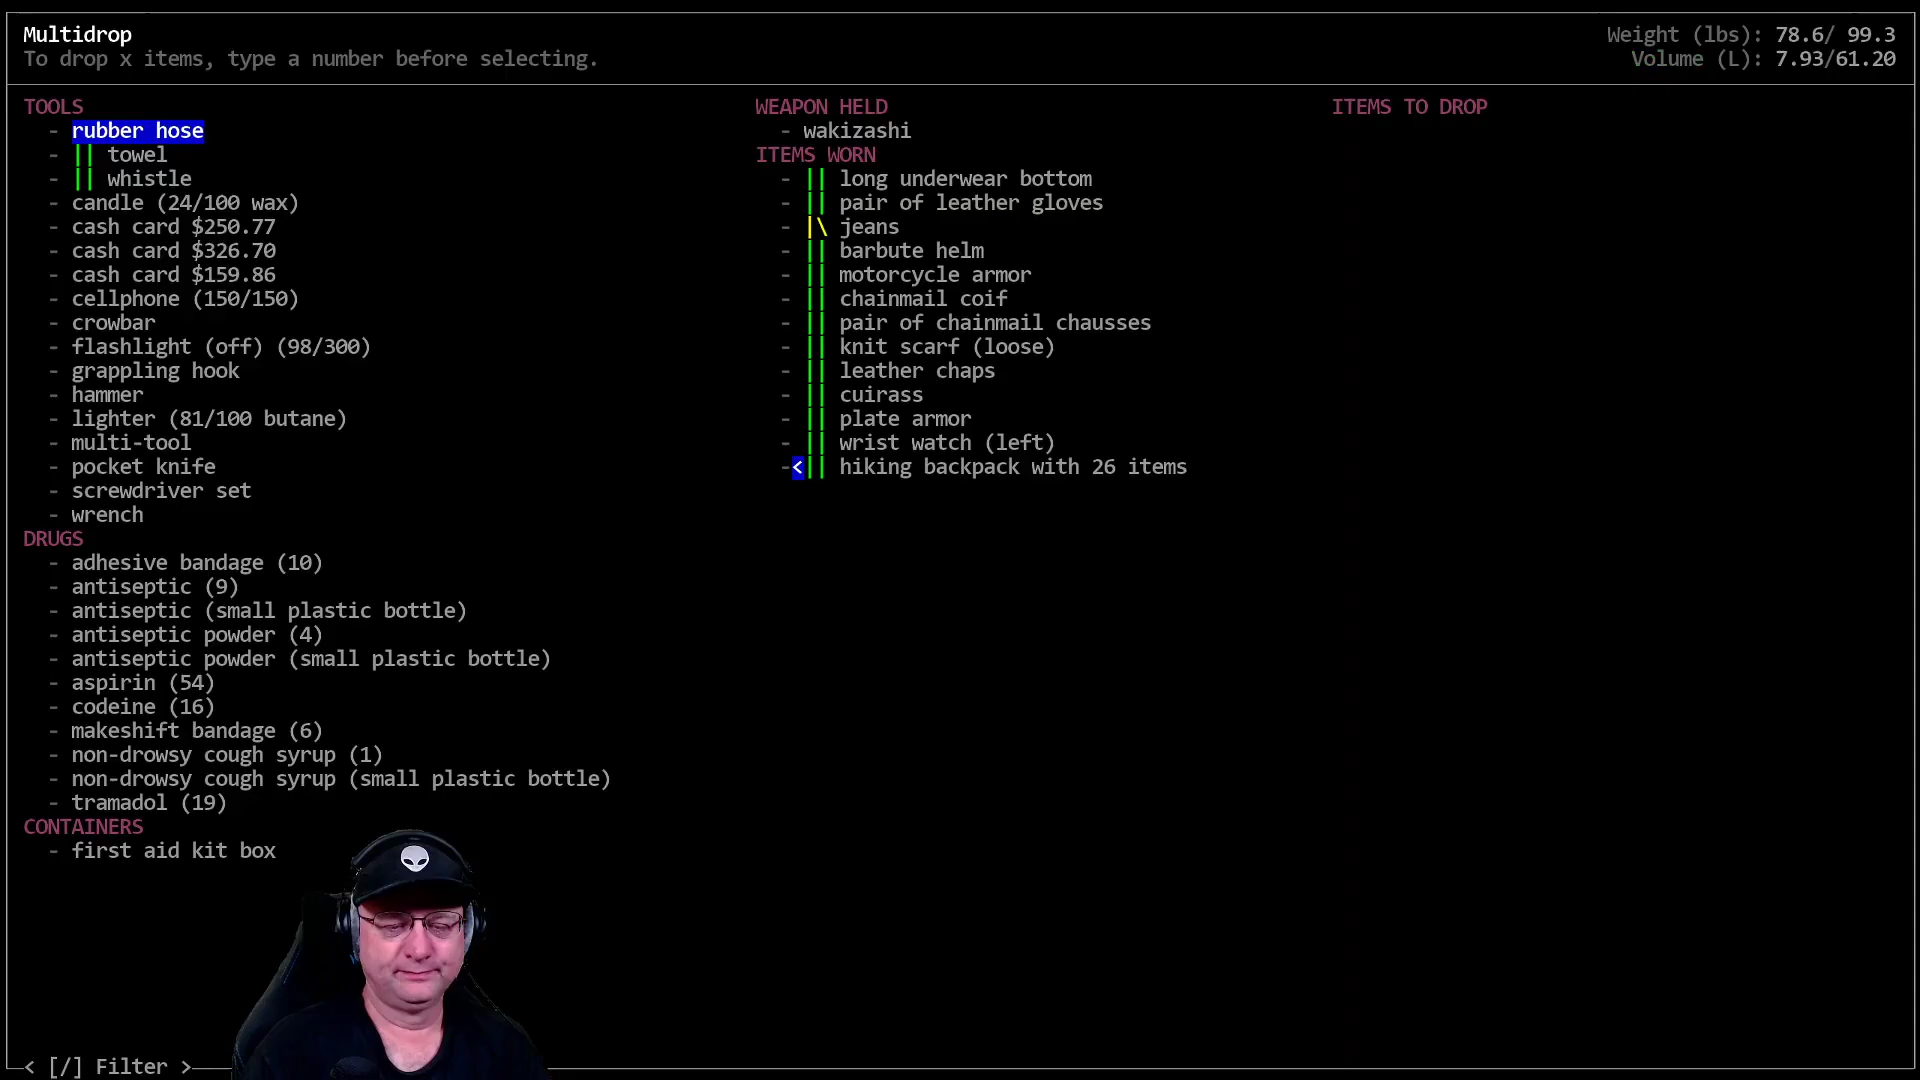 Multidrop
To drop x items, type a number before selecting.
Weight (lbs): 78.6/ 99.3
Volume (L): 7.93/61.20
TOOLS
- rubber hose
- || towel
- || whistle
- candle (24/100 wax)
- cash card $250.77
- cash card $326.70
- cash card $159.86
- cellphone (150/150)
- crowbar
- flashlight (off) (98/300)
- grappling hook
- hammer
- lighter (81/100 butane)
- multi-tool
- pocket knife
- screwdriver set
- wrench
DRUGS
- adhesive bandage (10)
- antiseptic (9)
- antiseptic (small plastic bottle)
- antiseptic powder (4)
- antiseptic powder (small plastic bottle)
- aspirin (54)
- codeine (16)
- makeshift bandage (6)
- non-drowsy cough syrup (1)
- non-drowsy cough syrup (small plastic bottle)
- tramadol (19)
CONTAINERS
- first aid kit box
WEAPON HELD
- wakizashi
ITEMS WORN
- || long underwear bottom
- || pair of leather gloves
- |\ jeans
- || barbute helm
- || motorcycle armor
- || chainmail coif
- || pair of chainmail chausses
- || knit scarf (loose)
- || leather chaps
- || cuirass
- || plate armor
- || wrist watch (left)
-<|| hiking backpack with 26 items
ITEMS TO DROP
< [/] Filter >